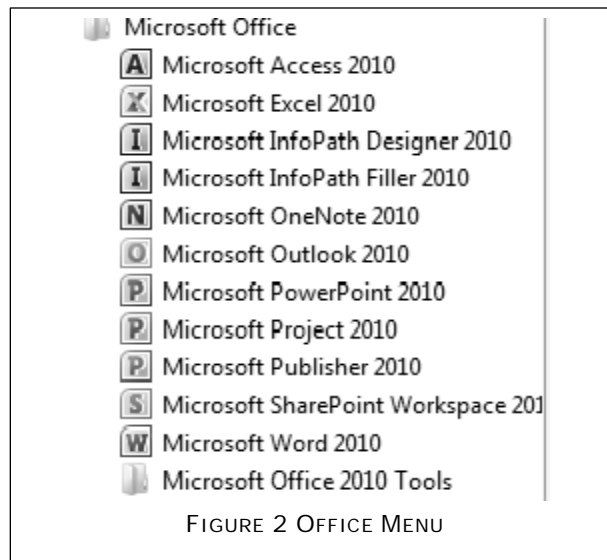 Microsoft Office
A Microsoft Access 2010
X Microsoft Excel 2010
I Microsoft InfoPath Designer 2010
I Microsoft InfoPath Filler 2010
N Microsoft OneNote 2010
O Microsoft Outlook 2010
P Microsoft PowerPoint 2010
P Microsoft Project 2010
P Microsoft Publisher 2010
S Microsoft SharePoint Workspace 201
W Microsoft Word 2010
Microsoft Office 2010 Tools
FIGURE 2 OFFICE MENU